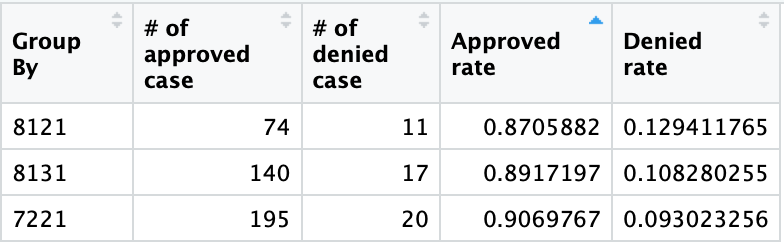 Group By # of approved case # of denied case Approved rate Denied rate
8121 74 11 0.8705882 0.129411765
8131 140 17 0.8917197 0.108280255
7221 195 20 0.9069767 0.093023256